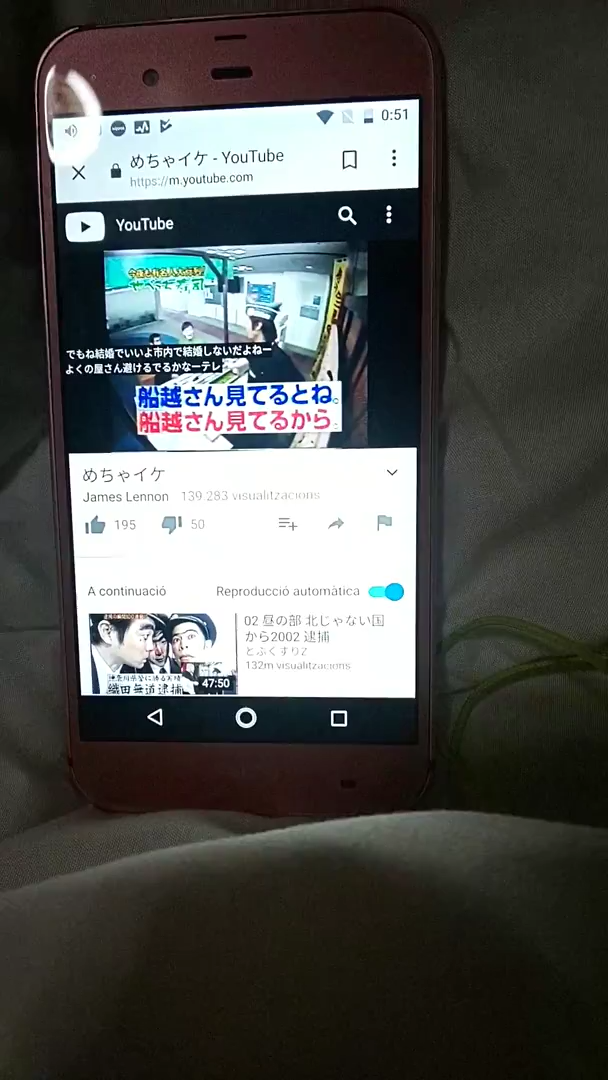 0:51
めちゃイケ - YouTube
https://m.youtube.com
YouTube
でもね結婚でいいよ市内で結婚しないだよねー
よくの屋さん避けるでるかなーテレ
船越さん見てるとね。
船越さん見てるから。
めちゃイケ
James Lennon 139.283 visualitzacions
195 50
A continuació Reproducció automàtica
02 昼の部 北じゃない国
から2002 逮捕
とふくすりZ
132m visualitzacions
織田無道逮捕
47:50